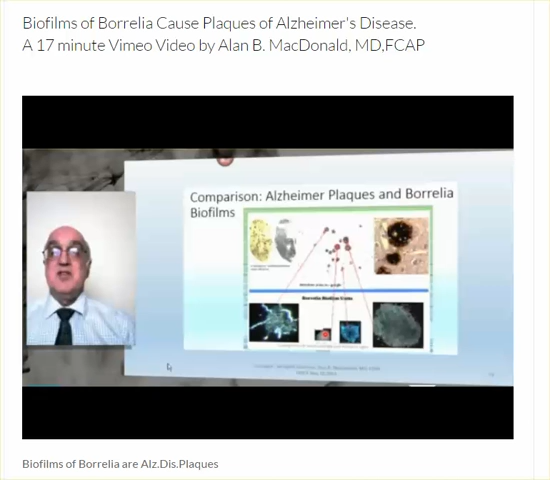 Biofilms of Borrelia Cause Plaques of Alzheimer's Disease.
A 17 minute Vimeo Video by Alan B. MacDonald, MD,FCAP
Comparison: Alzheimer Plaques and Borrelia
Biofilms
Biofilms of Borrelia are Alz.Dis.Plaques